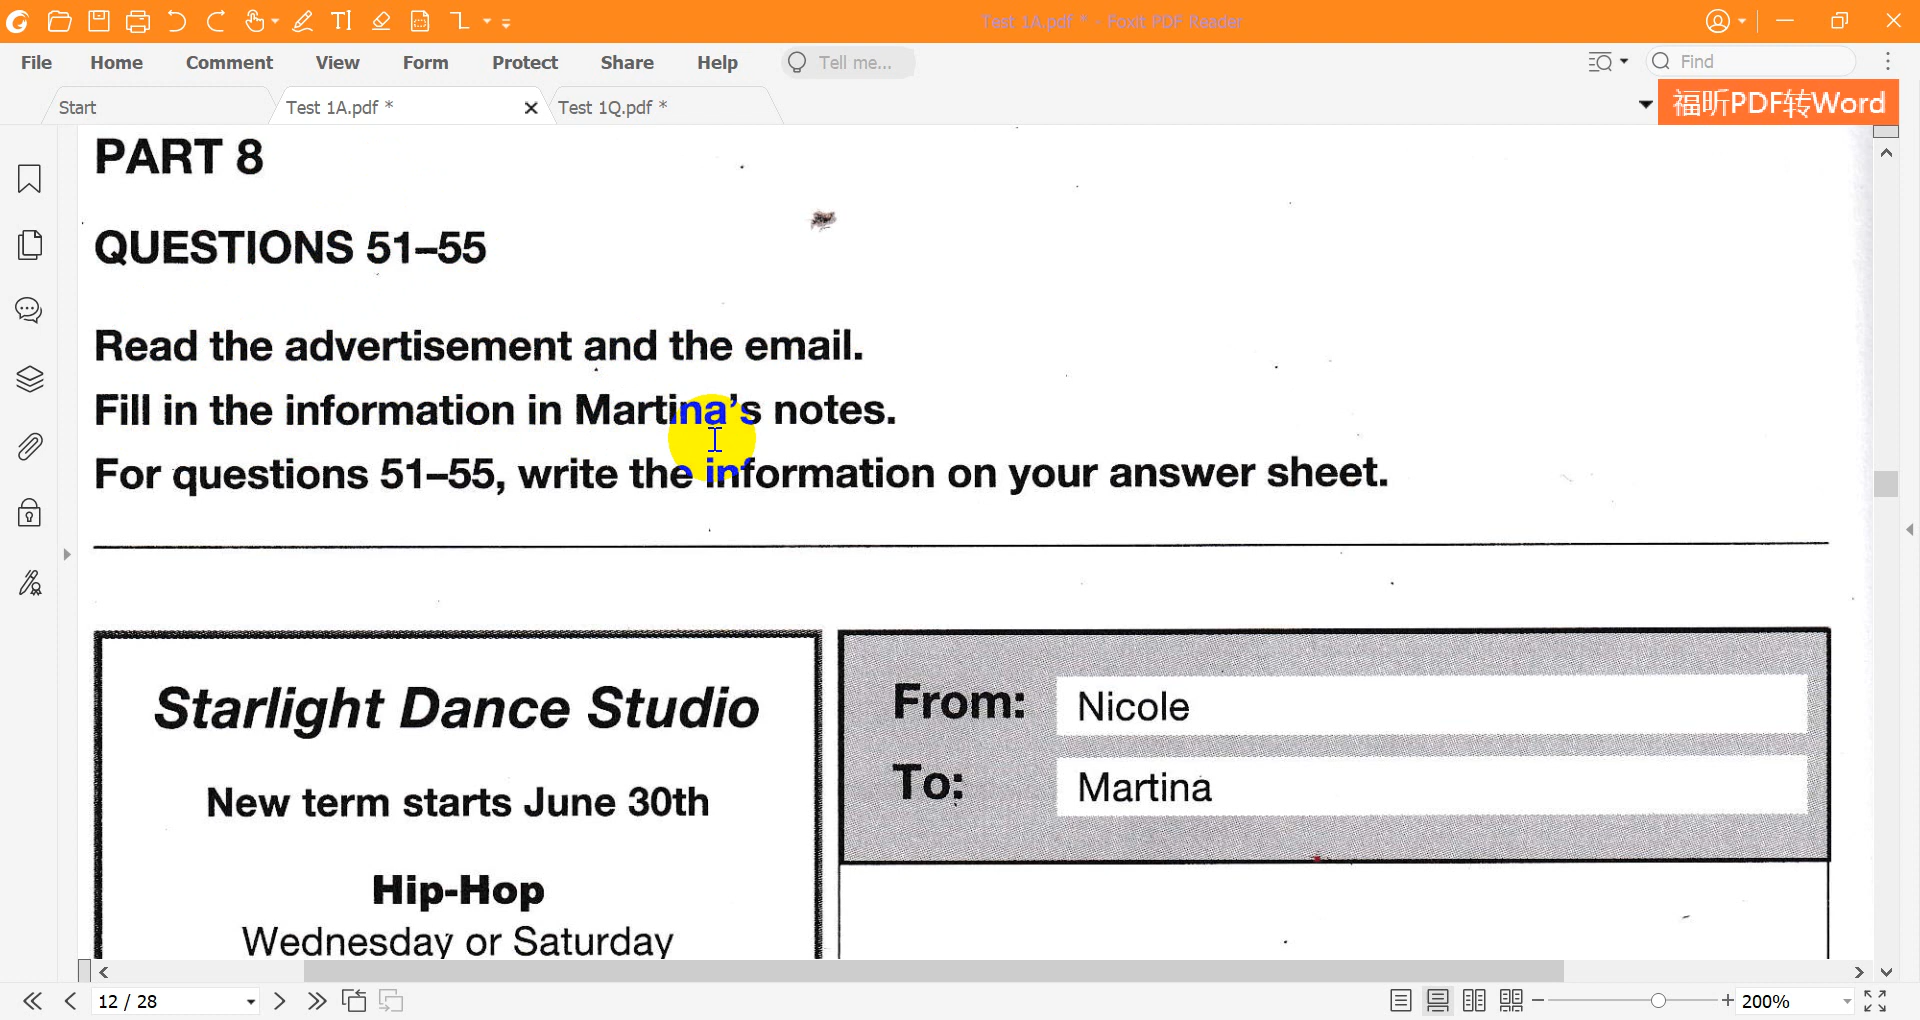 Test 1A.pdf * - Foxit PDF Reader
File Home Comment View Form Protect Share Help Tell me... Find
Start Test 1A.pdf * Test 1Q.pdf * 福昕PDF转Word
PART 8
QUESTIONS 51–55
Read the advertisement and the email.
Fill in the information in Martina's notes.
For questions 51–55, write the information on your answer sheet.
Starlight Dance Studio
New term starts June 30th
Hip-Hop
Wednesday or Saturday
From: Nicole
To: Martina
12 / 28
200%